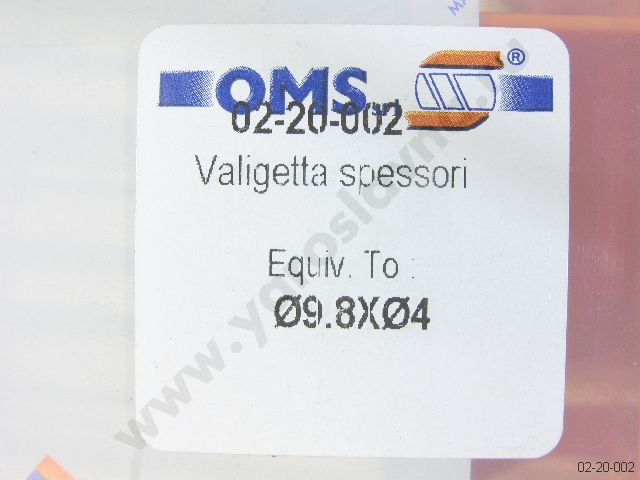 OMS ®
02-20-002
Valigetta spessori
Equiv. To :
Ø9.8XØ4
02-20-002